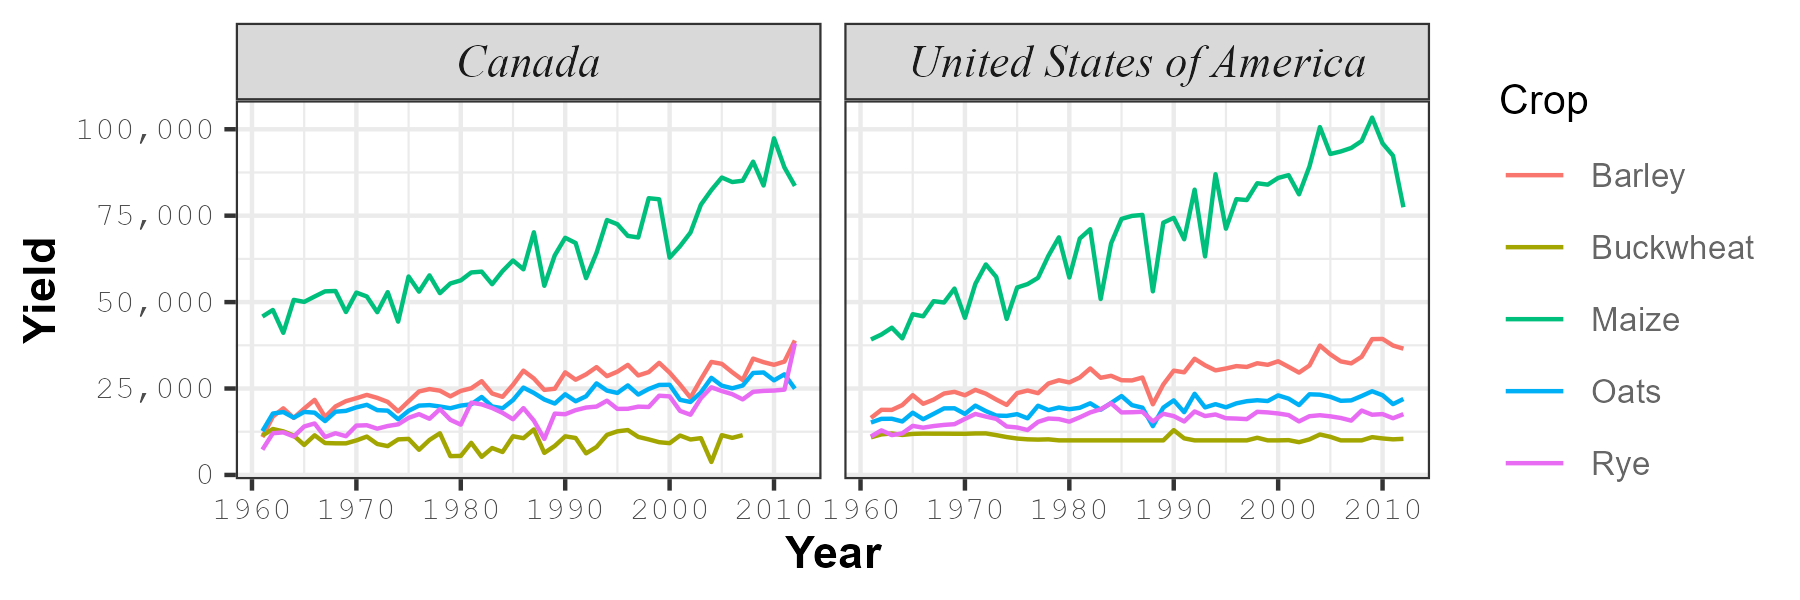 Canada
United States of America
Yield
100,000
75,000
50,000
25,000
0
1960 1970 1980 1990 2000 2010
1960 1970 1980 1990 2000 2010
Year
Crop
Barley
Buckwheat
Maize
Oats
Rye